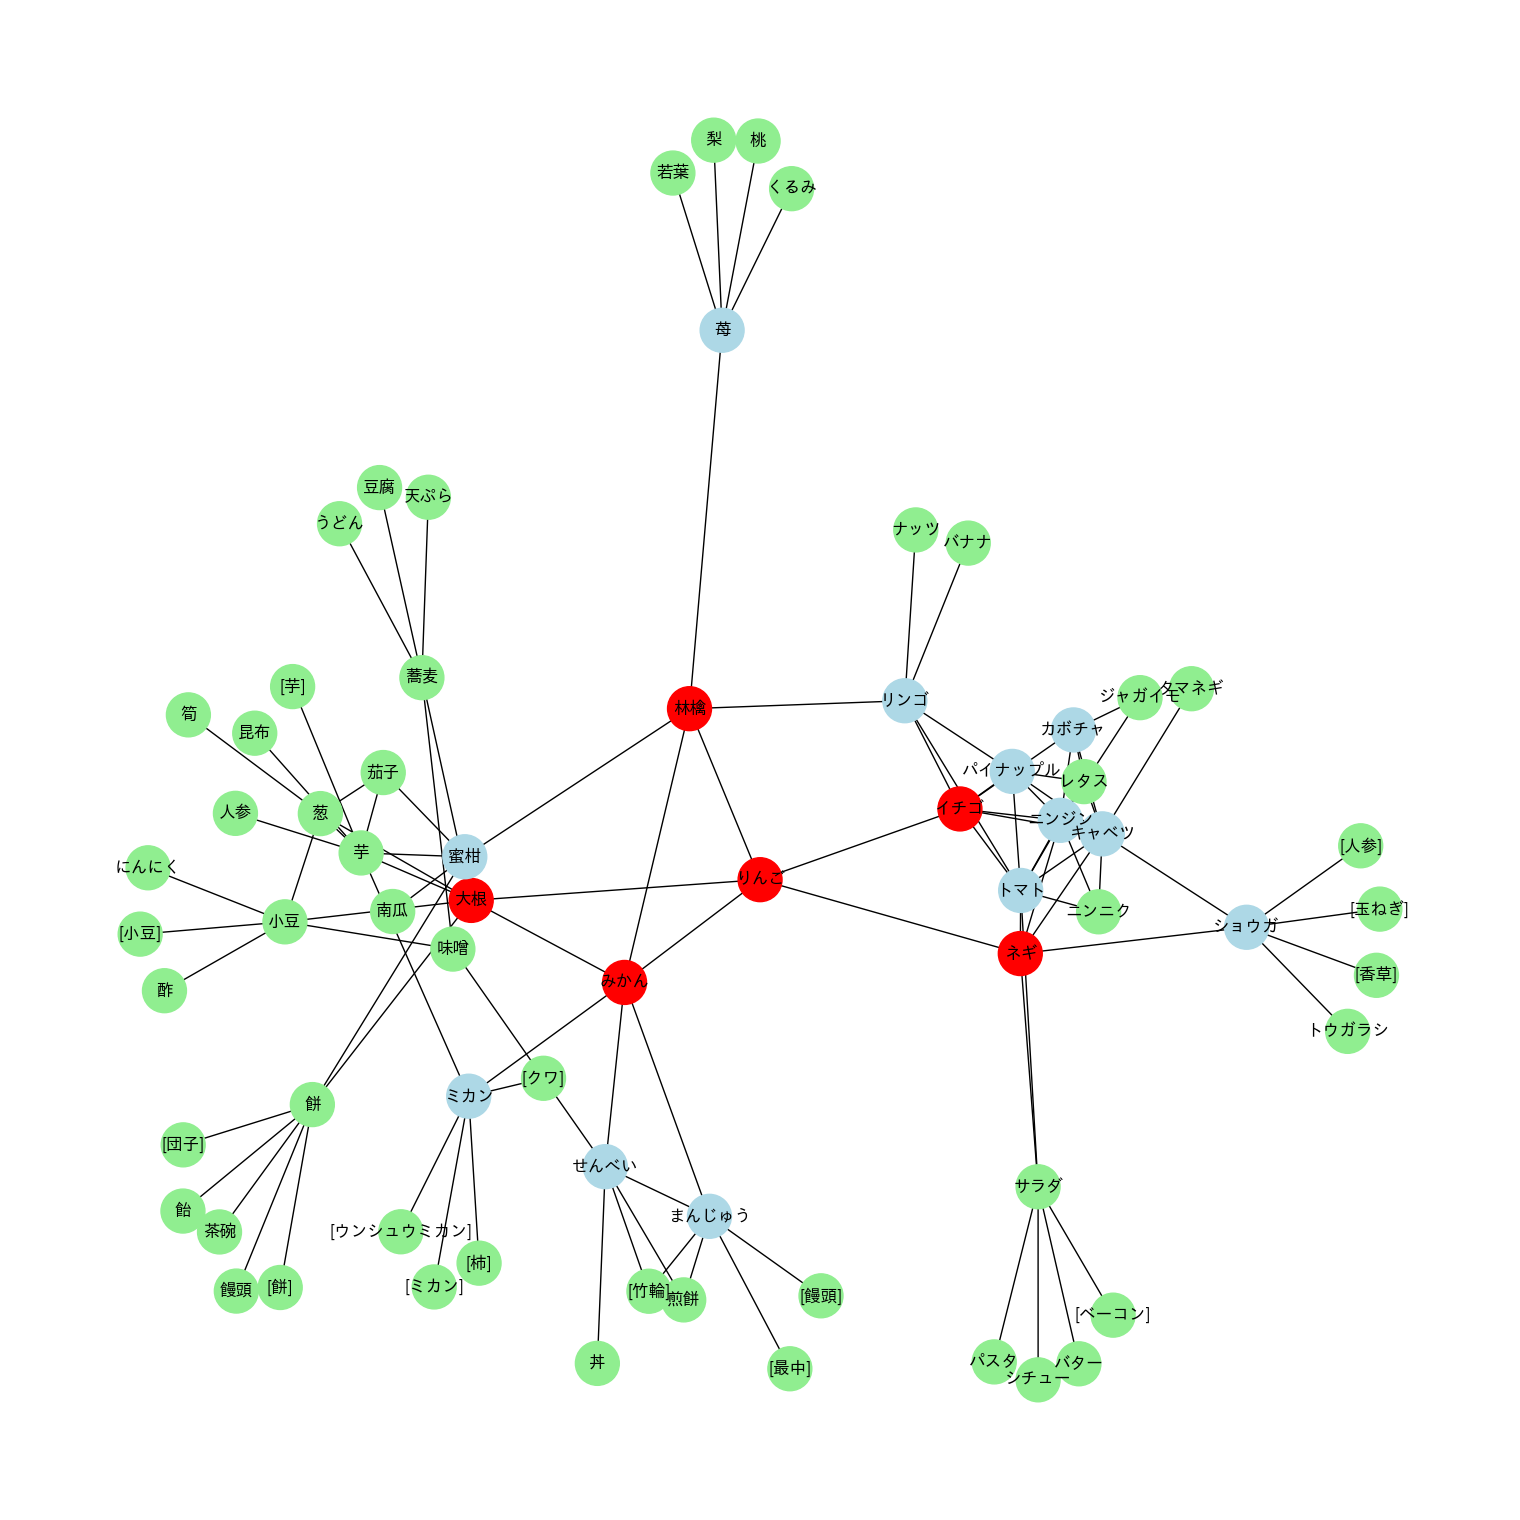 梨
桃
若葉
くるみ
苺
豆腐
天ぷら
うどん
ナッツ
バナナ
蕎麦
[芋]
タマネギ
ジャガイモ
リンゴ
林檎
筍
昆布
カボチャ
茄子
パイナップル
レタス
イチゴ
人参
葱
ニンジン
キャベツ
[人参]
芋
蜜柑
にんにく
りんご
トマト
大根
[玉ねぎ]
南瓜
ニンニク
小豆
ショウガ
[小豆]
味噌
ネギ
[香草]
みかん
酢
トウガラシ
[クワ]
ミカン
餅
[団子]
せんべい
サラダ
飴
まんじゅう
茶碗
[ウンシュウミカン]
[柿]
[ミカン]
[餅]
饅頭
[竹輪]
煎餅
[饅頭]
[ベーコン]
丼
[最中]
パスタ
バター
シチュー